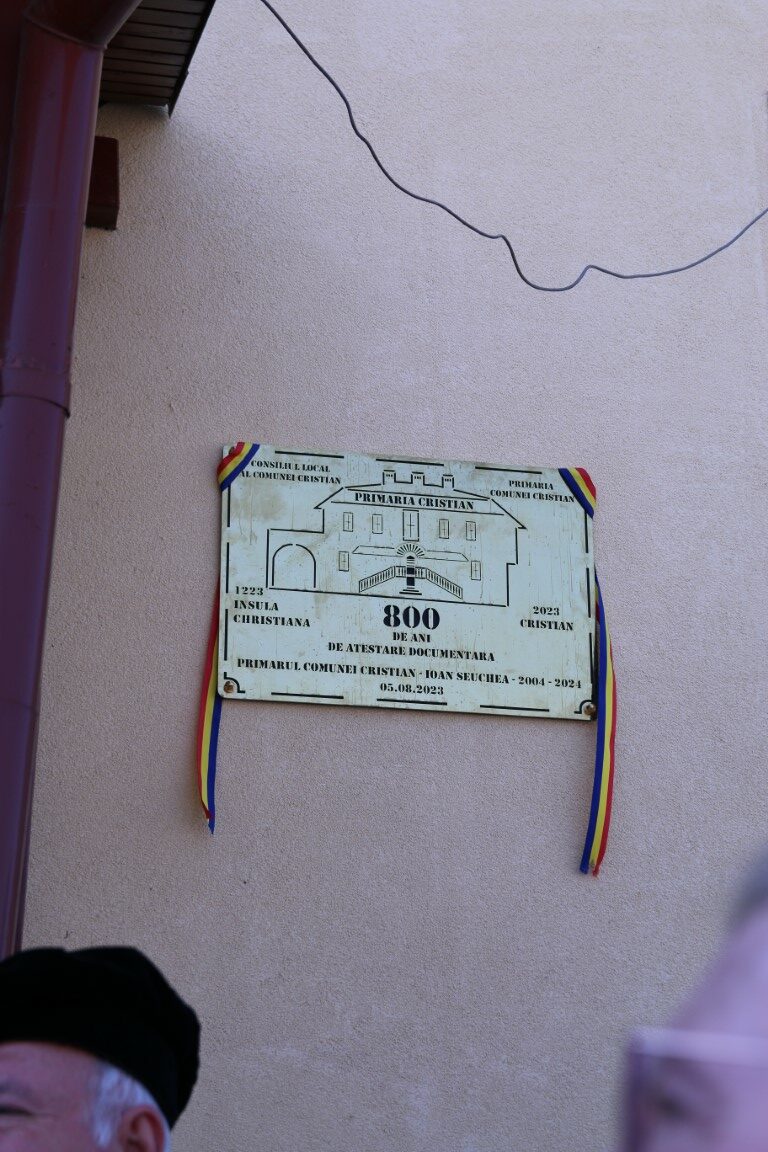 CONSILIUL LOCAL
AL COMUNEI CRISTIAN
PRIMARIA
COMUNEI CRISTIAN
PRIMARIA CRISTIAN
1223
INSULA
CHRISTIANA
800
DE ANI
DE ATESTARE DOCUMENTARA
2023
CRISTIAN
PRIMARUL COMUNEI CRISTIAN - IOAN SEUCHEA - 2004 - 2024
05.08.2023